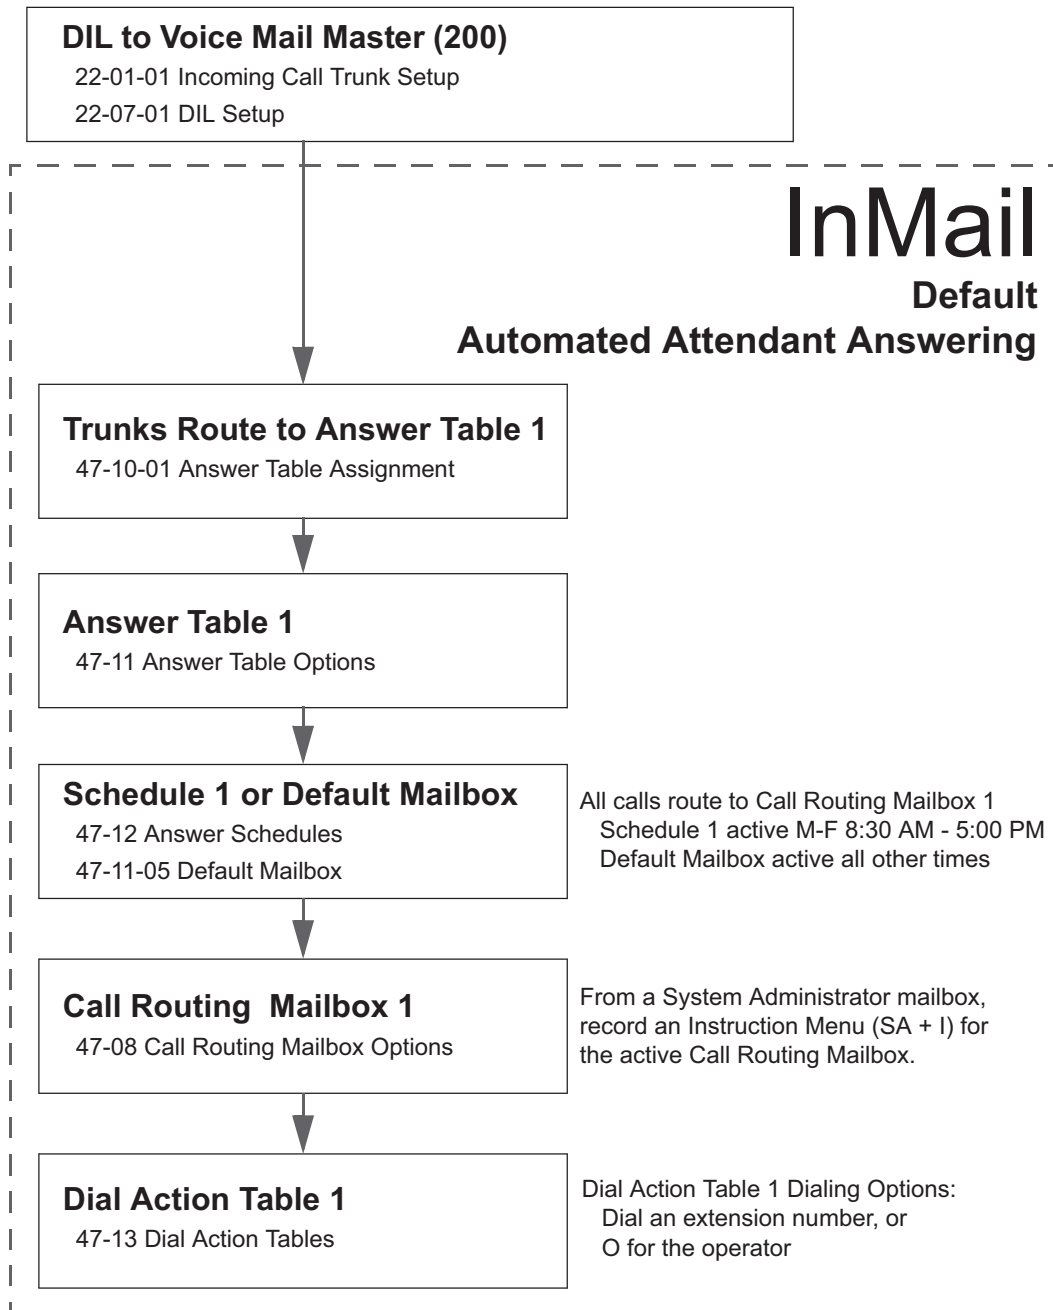 DIL to Voice Mail Master (200)
22-01-01 Incoming Call Trunk Setup
22-07-01 DIL Setup
InMail
Default
Automated Attendant Answering
Trunks Route to Answer Table 1
47-10-01 Answer Table Assignment
Answer Table 1
47-11 Answer Table Options
Schedule 1 or Default Mailbox
47-12 Answer Schedules
47-11-05 Default Mailbox
All calls route to Call Routing Mailbox 1
Schedule 1 active M-F 8:30 AM - 5:00 PM
Default Mailbox active all other times
Call Routing Mailbox 1
47-08 Call Routing Mailbox Options
From a System Administrator mailbox,
record an Instruction Menu (SA + I) for
the active Call Routing Mailbox.
Dial Action Table 1
47-13 Dial Action Tables
Dial Action Table 1 Dialing Options:
Dial an extension number, or
O for the operator